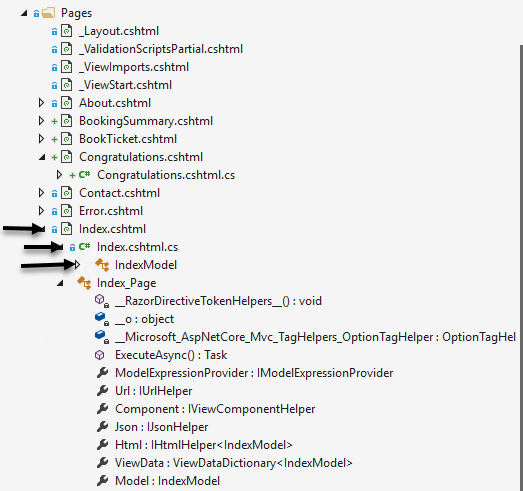 Pages
_Layout.cshtml
_ValidationScriptsPartial.cshtml
_ViewImports.cshtml
_ViewStart.cshtml
About.cshtml
+ BookingSummary.cshtml
+ BookTicket.cshtml
+ Congratulations.cshtml
+ C# Congratulations.cshtml.cs
Contact.cshtml
Error.cshtml
Index.cshtml
C# Index.cshtml.cs
IndexModel
Index_Page
__RazorDirectiveTokenHelpers__() : void
__o : object
__Microsoft_AspNetCore_Mvc_TagHelpers_OptionTagHelper : OptionTagHel
ExecuteAsync() : Task
ModelExpressionProvider : IModelExpressionProvider
Url : IUrlHelper
Component : IViewComponentHelper
Json : IJsonHelper
Html : IHtmlHelper<IndexModel>
ViewData : ViewDataDictionary<IndexModel>
Model : IndexModel